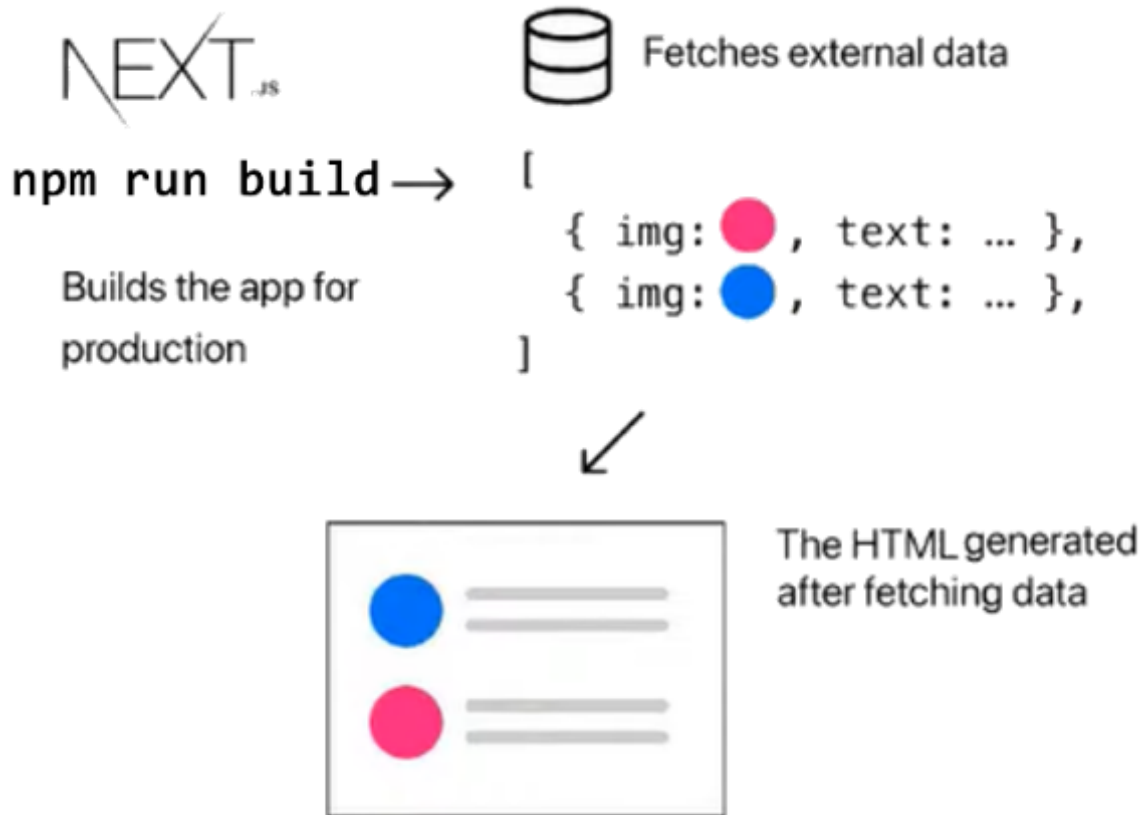 NEXT.JS
Fetches external data
npm run build
[
{ img: , text: ... },
{ img: , text: ... },
]
Builds the app for
production
The HTML generated
after fetching data